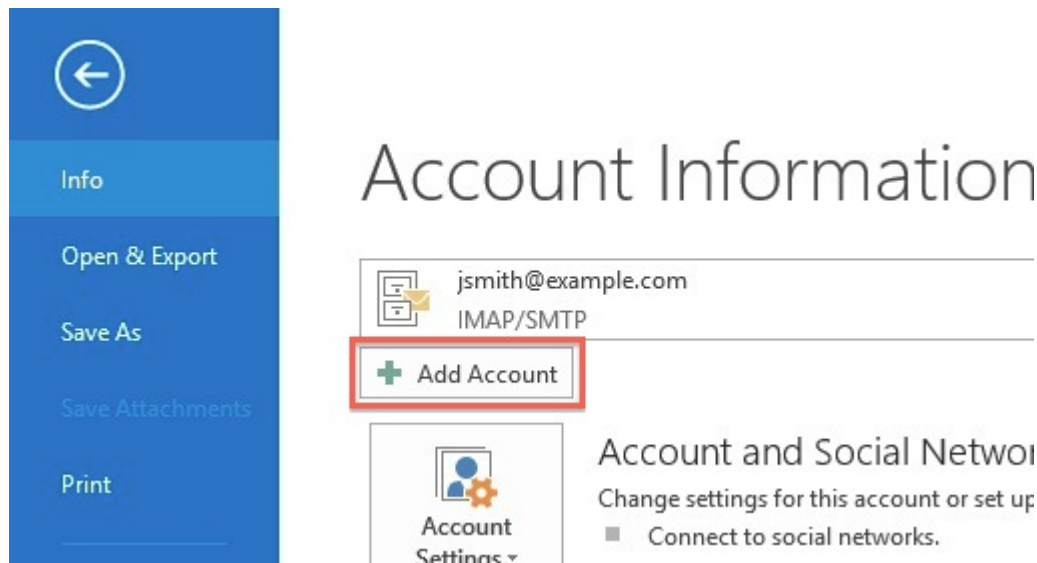 Info
Open & Export
Save As
Save Attachments
Print
Account Information
jsmith@example.com
IMAP/SMTP
Add Account
Account
Settings
Account and Social Networ
Change settings for this account or set up
Connect to social networks.